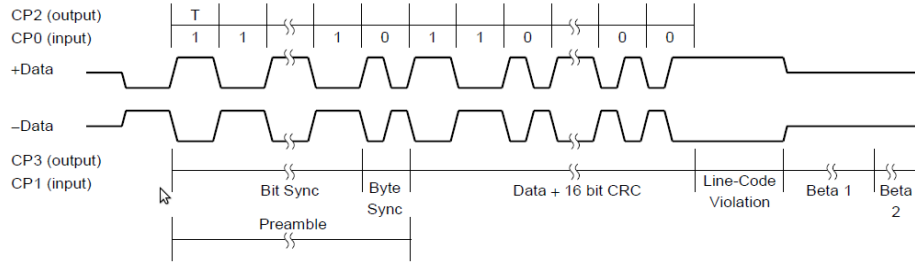 CP2 (output) T
CP0 (input) 1 1 1 0 1 1 0 0 0
+Data
–Data
CP3 (output)
CP1 (input)
Bit Sync Byte Sync Data + 16 bit CRC Line-Code Violation Beta 1 Beta 2
Preamble